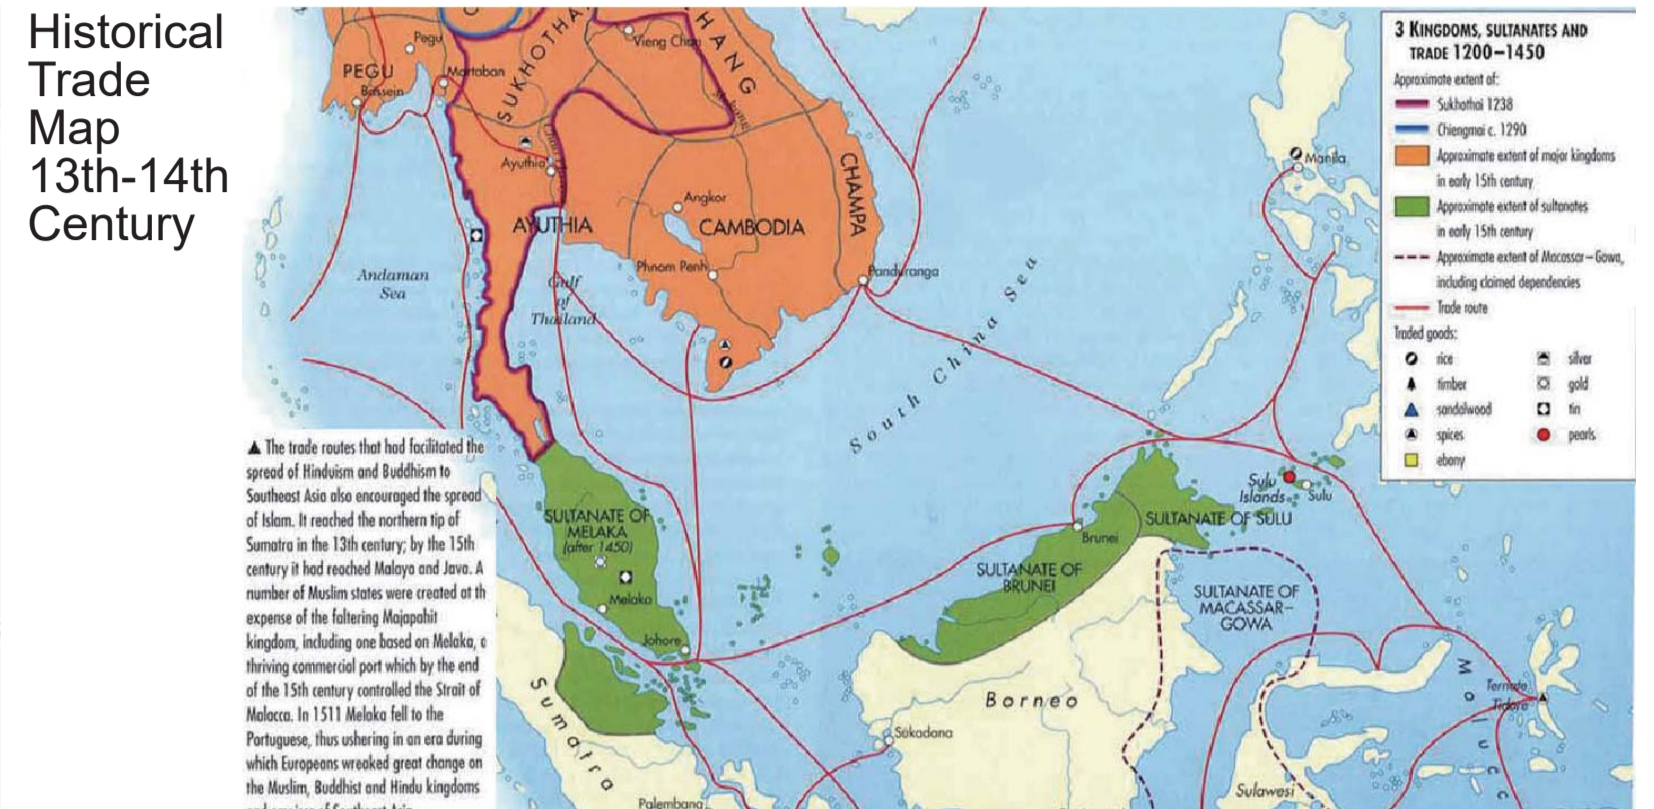 Historical
Trade
Map
13th-14th
Century
Pegu
PEGU
Bassein
Martaban
SUKHOTHA
Vieng Chan
HANG
Mekong
Ayuthia
AYUTHIA
Angkor
CAMBODIA
CHAMPA
Phnom Penh
Panduranga
Andaman
Sea
Gulf
of
Thailand
South China Sea
Manila
3 KINGDOMS, SULTANATES AND
TRADE 1200–1450
Approximate extent of:
Sukhothai 1238
Chiengmai c. 1290
Approximate extent of major kingdoms
in early 15th century
Approximate extent of sultanates
in early 15th century
Approximate extent of Macassar–Gowa,
including claimed dependencies
Trade route
Traded goods:
rice
timber
sandalwood
spices
ebony
silver
gold
tin
pearls
▲ The trade routes that had facilitated the
spread of Hinduism and Buddhism to
Southeast Asia also encouraged the spread
of Islam. It reached the northern tip of
Sumatra in the 13th century; by the 15th
century it had reached Malaya and Java. A
number of Muslim states were created at th
expense of the faltering Majapahit
kingdom, including one based on Melaka, a
thriving commercial port which by the end
of the 15th century controlled the Strait of
Malacca. In 1511 Melaka fell to the
Portuguese, thus ushering in an era during
which Europeans wreaked great change on
the Muslim, Buddhist and Hindu kingdoms
SULTANATE OF
MELAKA
(after 1450)
Melaka
Johore
Sumatra
Palembang
Brunei
SULTANATE OF
BRUNEI
SULTANATE OF SULU
Sulu
Islands
Sulu
SULTANATE OF
MACASSAR–
GOWA
Borneo
Sukadana
Sulawesi
Ternate
Tidore
Molucc